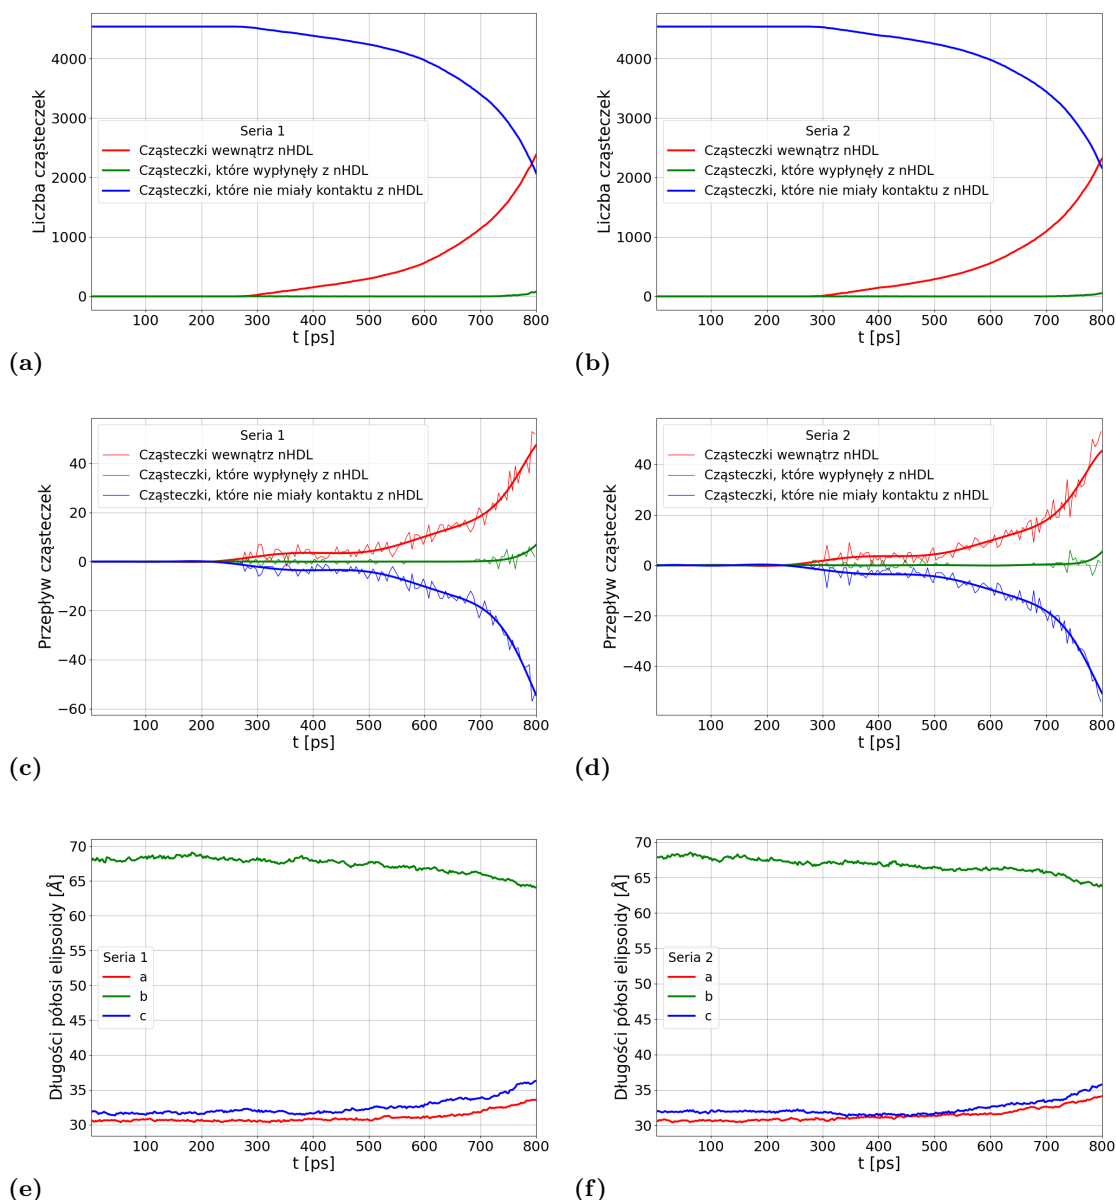 4000
3000
2000
1000
0
Liczba cząsteczek
Seria 1
Cząsteczki wewnątrz nHDL
Cząsteczki, które wypłynęły z nHDL
Cząsteczki, które nie miały kontaktu z nHDL
100 200 300 400 500 600 700 800
t [ps]
(a)
4000
3000
2000
1000
0
Liczba cząsteczek
Seria 2
Cząsteczki wewnątrz nHDL
Cząsteczki, które wypłynęły z nHDL
Cząsteczki, które nie miały kontaktu z nHDL
100 200 300 400 500 600 700 800
t [ps]
(b)
40
20
0
−20
−40
−60
Przepływ cząsteczek
Seria 1
Cząsteczki wewnątrz nHDL
Cząsteczki, które wypłynęły z nHDL
Cząsteczki, które nie miały kontaktu z nHDL
100 200 300 400 500 600 700 800
t [ps]
(c)
40
20
0
−20
−40
Przepływ cząsteczek
Seria 2
Cząsteczki wewnątrz nHDL
Cząsteczki, które wypłynęły z nHDL
Cząsteczki, które nie miały kontaktu z nHDL
100 200 300 400 500 600 700 800
t [ps]
(d)
70
65
60
55
50
45
40
35
30
Długości półosi elipsoidy [Å]
Seria 1
a
b
c
100 200 300 400 500 600 700 800
t [ps]
(e)
70
65
60
55
50
45
40
35
30
Długości półosi elipsoidy [Å]
Seria 2
a
b
c
100 200 300 400 500 600 700 800
t [ps]
(f)